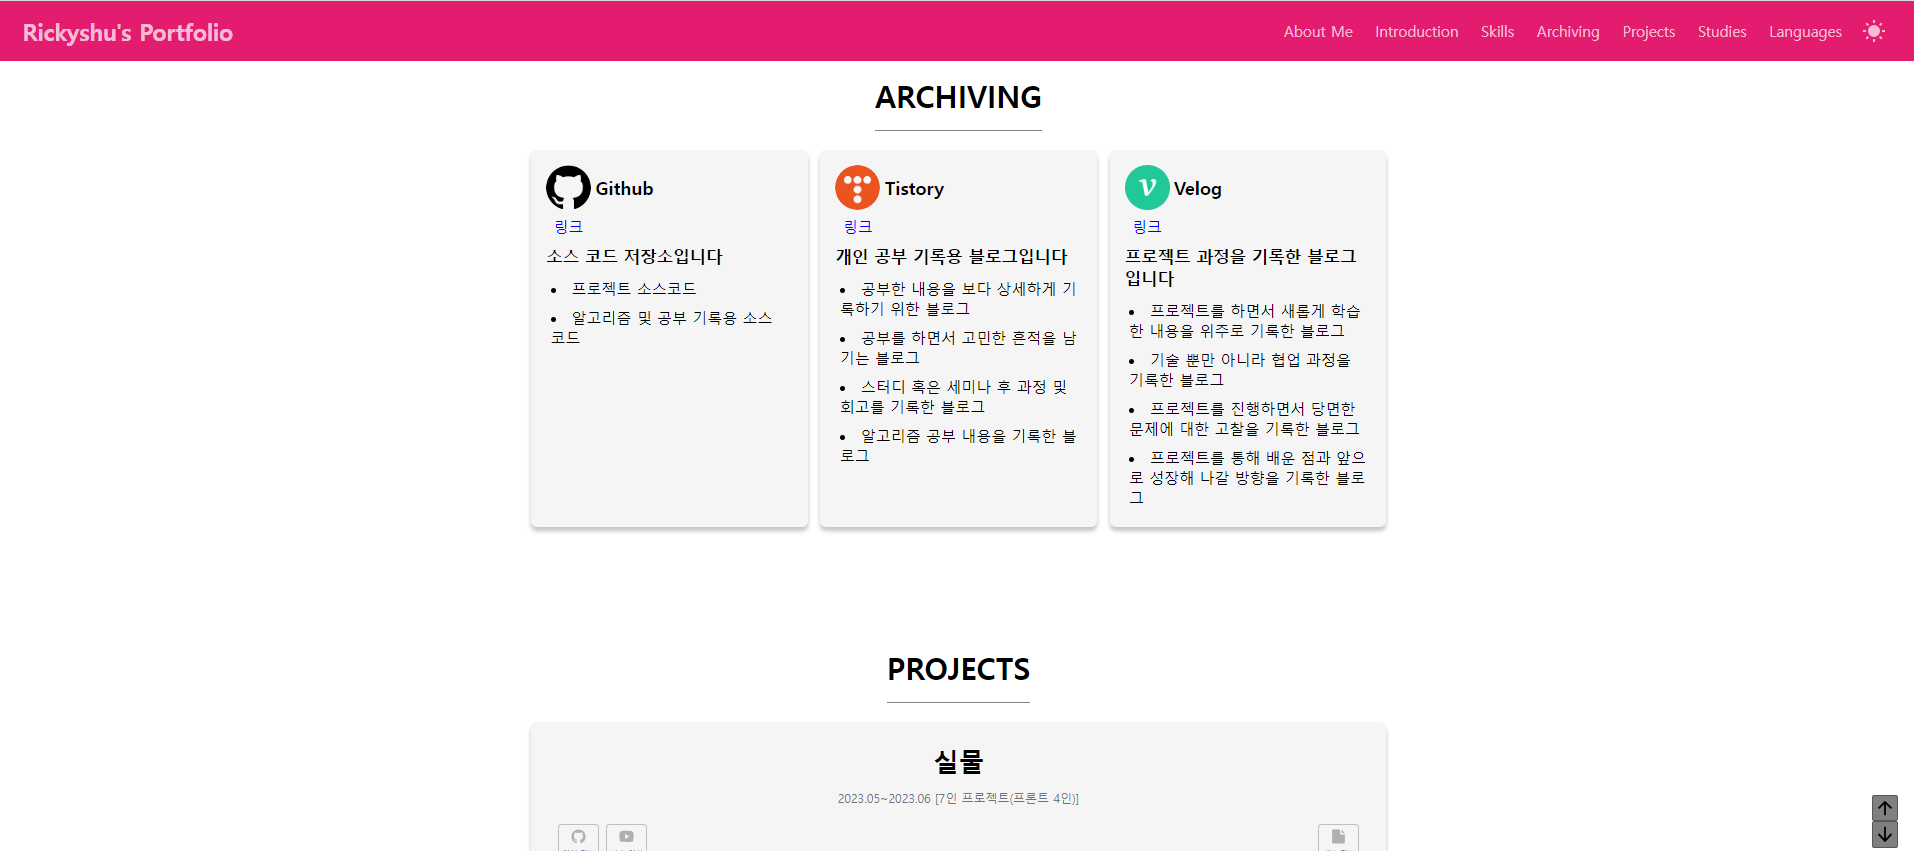 Rickyshu's Portfolio
About Me Introduction Skills Archiving Projects Studies Languages
ARCHIVING
Github
링크
소스 코드 저장소입니다
• 프로젝트 소스코드
• 알고리즘 및 공부 기록용 소스
코드
Tistory
링크
개인 공부 기록용 블로그입니다
• 공부한 내용을 보다 상세하게 기
록하기 위한 블로그
• 공부를 하면서 고민한 흔적을 남
기는 블로그
• 스터디 혹은 세미나 후 과정 및
회고를 기록한 블로그
• 알고리즘 공부 내용을 기록한 블
로그
Velog
링크
프로젝트 과정을 기록한 블로그
입니다
• 프로젝트를 하면서 새롭게 학습
한 내용을 위주로 기록한 블로그
• 기술 뿐만 아니라 협업 과정을
기록한 블로그
• 프로젝트를 진행하면서 당면한
문제에 대한 고찰을 기록한 블로그
• 프로젝트를 통해 배운 점과 앞으
로 성장해 나갈 방향을 기록한 블로
그
PROJECTS
실물
2023.05~2023.06 [7인 프로젝트(프론트 4인)]